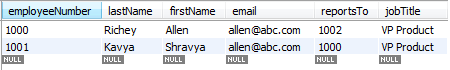 employeeNumber lastName firstName email reportsTo jobTitle
1000 Richey Allen allen@abc.com 1002 VP Product
1001 Kavya Shravya allen@abc.com 1000 VP Product
NULL NULL NULL NULL NULL NULL